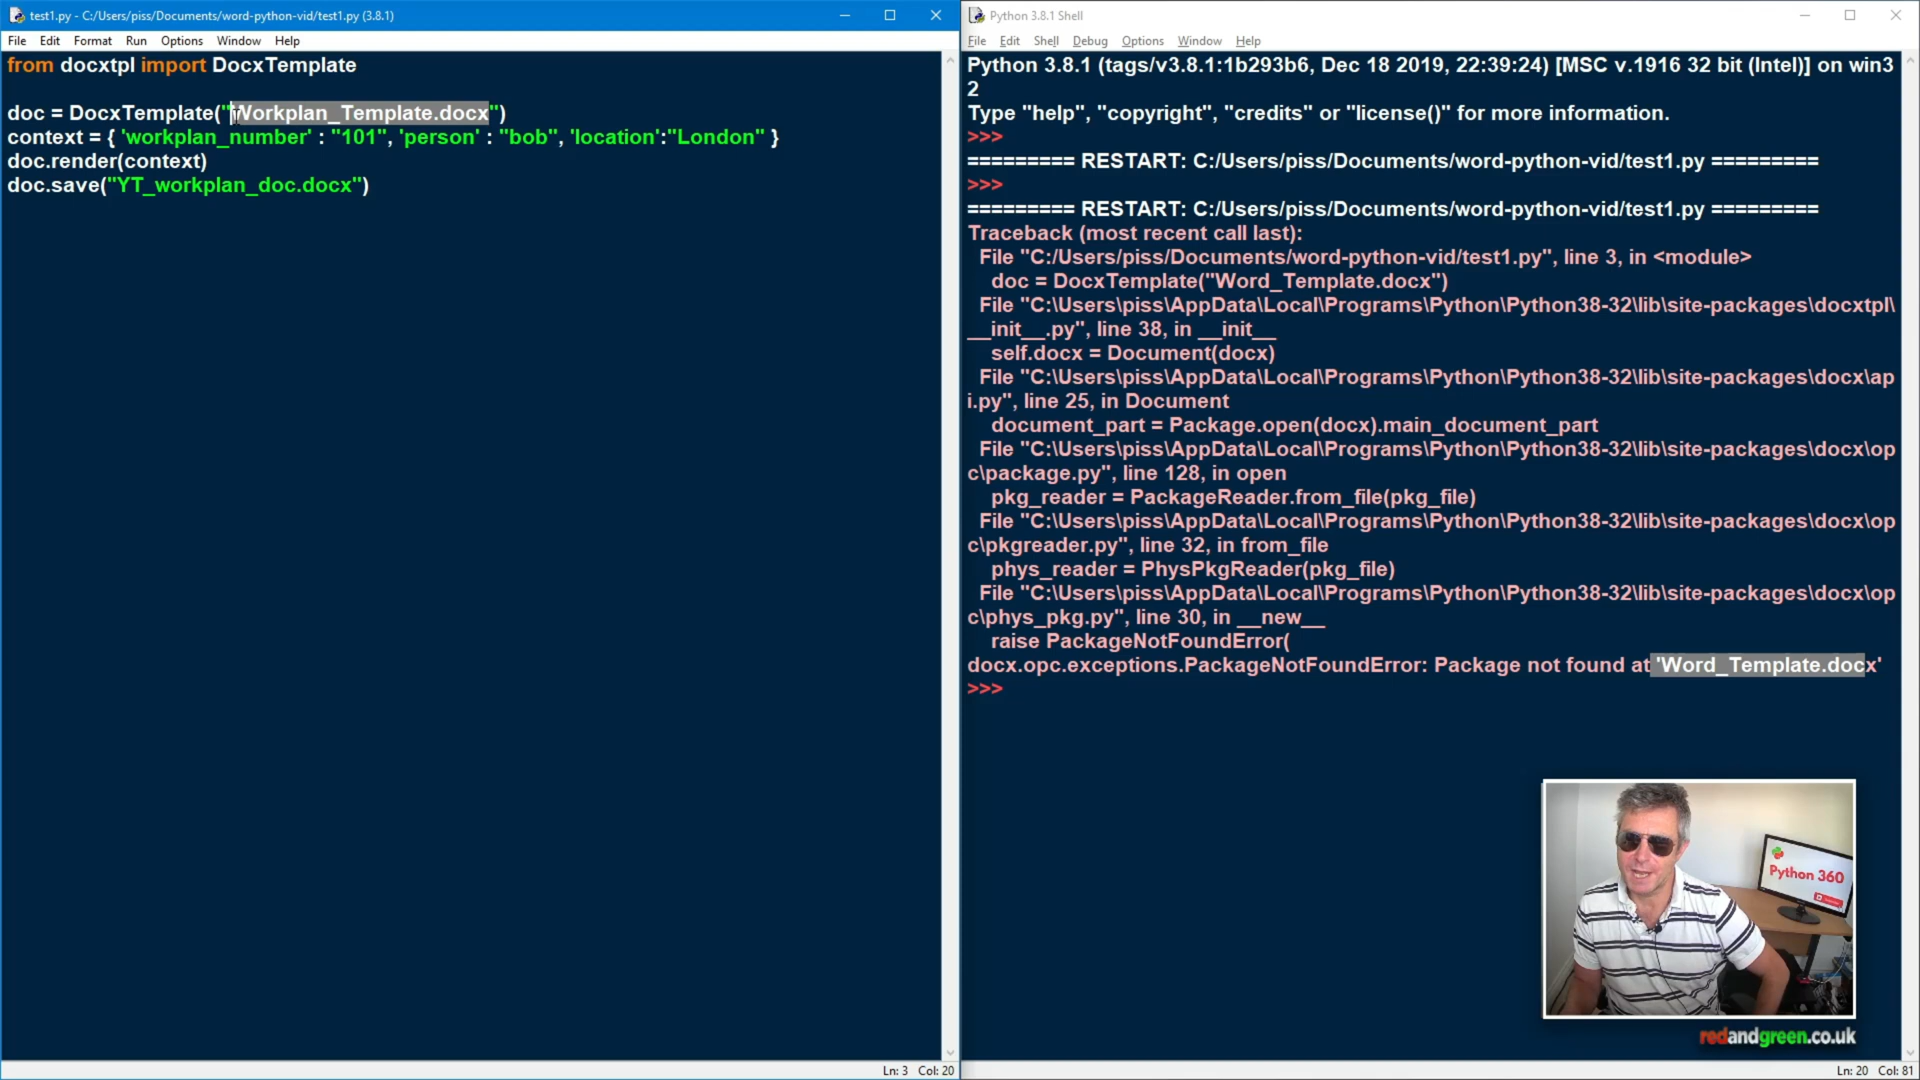 test1.py - C:/Users/piss/Documents/word-python-vid/test1.py (3.8.1)
File Edit Format Run Options Window Help
from docxtpl import DocxTemplate
doc = DocxTemplate("Workplan_Template.docx")
context = { 'workplan_number' : "101", 'person' : "bob", 'location':"London" }
doc.render(context)
doc.save("YT_workplan_doc.docx")
Ln: 3 Col: 20
Python 3.8.1 Shell
File Edit Shell Debug Options Window Help
Python 3.8.1 (tags/v3.8.1:1b293b6, Dec 18 2019, 22:39:24) [MSC v.1916 32 bit (Intel)] on win3
2
Type "help", "copyright", "credits" or "license()" for more information.
>>>
========= RESTART: C:/Users/piss/Documents/word-python-vid/test1.py =========
>>>
========= RESTART: C:/Users/piss/Documents/word-python-vid/test1.py =========
Traceback (most recent call last):
File "C:/Users/piss/Documents/word-python-vid/test1.py", line 3, in <module>
doc = DocxTemplate("Word_Template.docx")
File "C:\Users\piss\AppData\Local\Programs\Python\Python38-32\lib\site-packages\docxtpl\
__init__.py", line 38, in __init__
self.docx = Document(docx)
File "C:\Users\piss\AppData\Local\Programs\Python\Python38-32\lib\site-packages\docx\ap
i.py", line 25, in Document
document_part = Package.open(docx).main_document_part
File "C:\Users\piss\AppData\Local\Programs\Python\Python38-32\lib\site-packages\docx\op
c\package.py", line 128, in open
pkg_reader = PackageReader.from_file(pkg_file)
File "C:\Users\piss\AppData\Local\Programs\Python\Python38-32\lib\site-packages\docx\op
c\pkgreader.py", line 32, in from_file
phys_reader = PhysPkgReader(pkg_file)
File "C:\Users\piss\AppData\Local\Programs\Python\Python38-32\lib\site-packages\docx\op
c\phys_pkg.py", line 30, in __new__
raise PackageNotFoundError(
docx.opc.exceptions.PackageNotFoundError: Package not found at 'Word_Template.docx'
>>>
Python 360
redandgreen.co.uk
Ln: 20 Col: 81